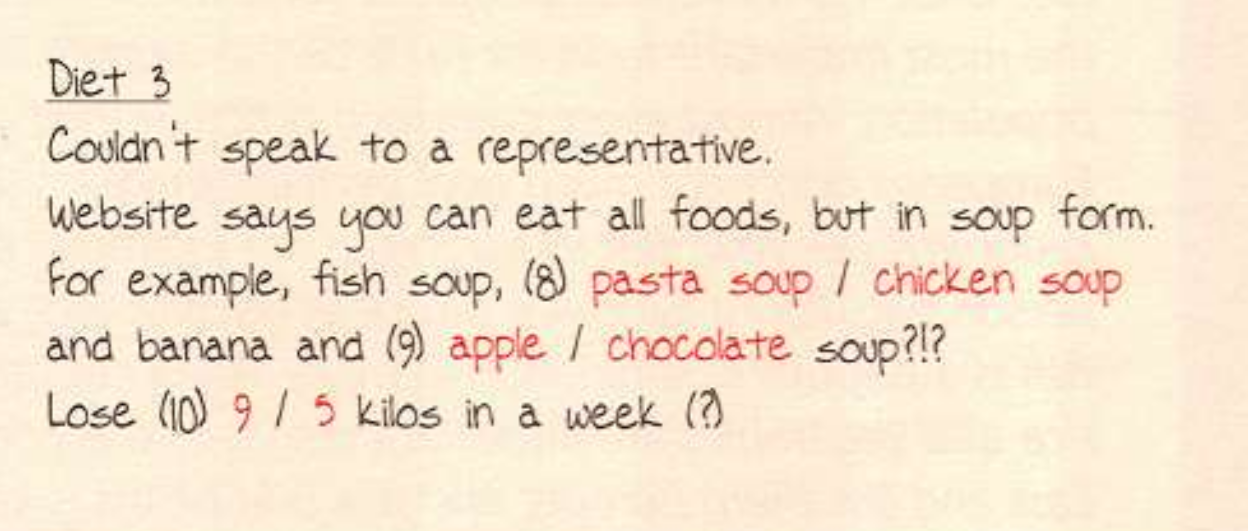 Diet 3
Couldn't speak to a representative.
Website says you can eat all foods, but in soup form.
For example, fish soup, (8) pasta soup / chicken soup
and banana and (9) apple / chocolate soup?!?
Lose (10) 9 / 5 kilos in a week (?)